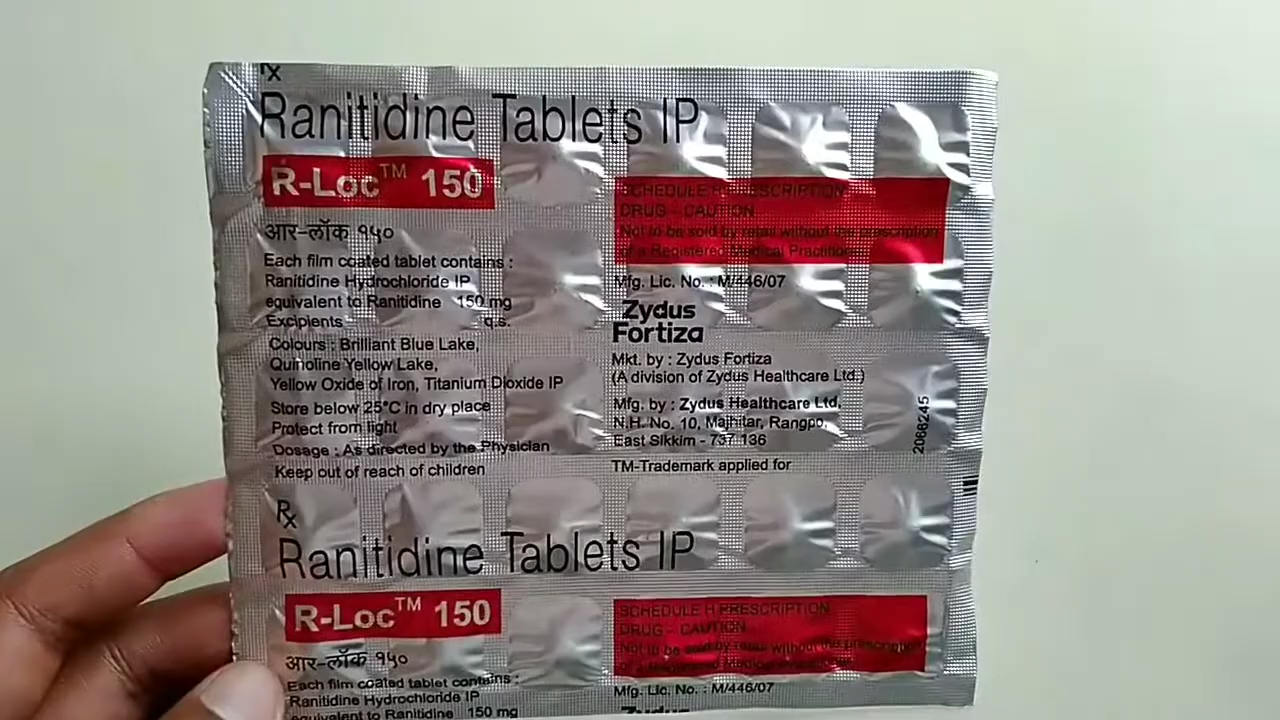 Rx
Ranitidine Tablets IP
R-Loc™ 150
आर-लॉक १५०
Each film coated tablet contains :
Ranitidine Hydrochloride IP
equivalent to Ranitidine 150 mg
Excipients q.s.
Colours : Brilliant Blue Lake,
Quinoline Yellow Lake,
Yellow Oxide of Iron, Titanium Dioxide IP
Store below 25°C in dry place
Protect from light
Dosage : As directed by the Physician
Keep out of reach of children
SCHEDULE H PRESCRIPTION
DRUG - CAUTION
Not to be sold by retail without the prescription
of a Registered Medical Practitioner
Mfg. Lic. No. : M/446/07
Zydus
Fortiza
Mkt. by : Zydus Fortiza
(A division of Zydus Healthcare Ltd.)
Mfg. by : Zydus Healthcare Ltd.
N.H. No. 10, Majhitar, Rangpo,
East Sikkim - 737 136
TM-Trademark applied for
2066245
Rx
Ranitidine Tablets IP
R-Loc™ 150
आर-लॉक १५०
Each film coated tablet contains :
Ranitidine Hydrochloride IP
equivalent to Ranitidine 150 mg
SCHEDULE H PRESCRIPTION
DRUG - CAUTION
Not to be sold by retail without the prescription
of a Registered Medical
Mfg. Lic. No. : M/446/07
Zydus